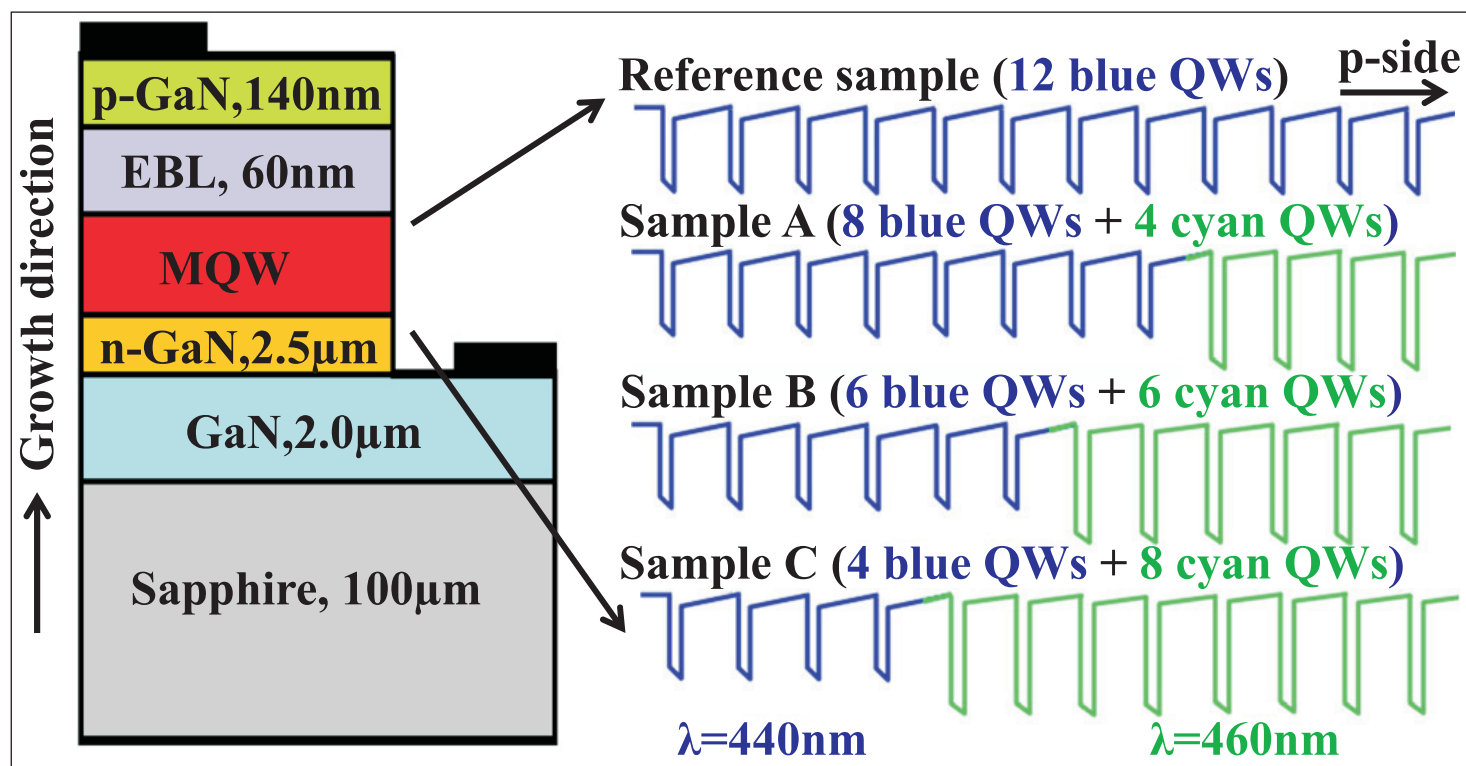 Growth direction
p-GaN,140nm
EBL, 60nm
MQW
n-GaN,2.5μm
GaN,2.0μm
Sapphire, 100μm
Reference sample (12 blue QWs)
p-side
Sample A (8 blue QWs + 4 cyan QWs)
Sample B (6 blue QWs + 6 cyan QWs)
Sample C (4 blue QWs + 8 cyan QWs)
λ=440nm
λ=460nm